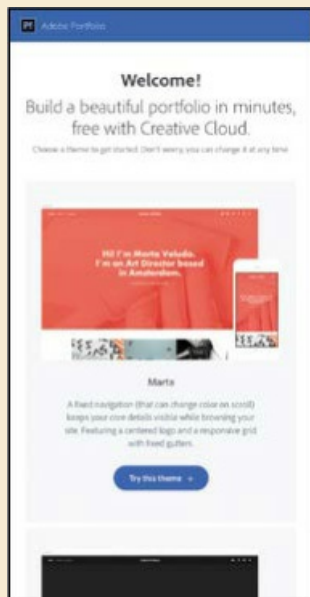 Pf Adobe Portfolio
Welcome!
Build a beautiful portfolio in minutes,
free with Creative Cloud.
Choose a theme to get started. Don't worry, you can change it at any time.
Hi! I'm Marta Veludo.
I'm an Art Director based
in Amsterdam.
Marta
A fixed navigation (that can change color on scroll)
keeps your core details visible while browsing your
site. Featuring a centered logo and a responsive grid
with fixed gutters.
Try this theme